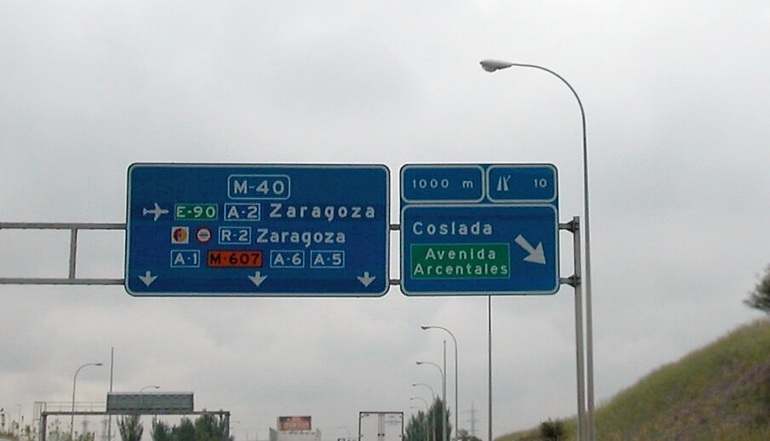 M-40
E-90 A-2 Zaragoza
R-2 Zaragoza
A-1 M-607 A-6 A-5
1000 m 10
Coslada
Avenida
Arcentales